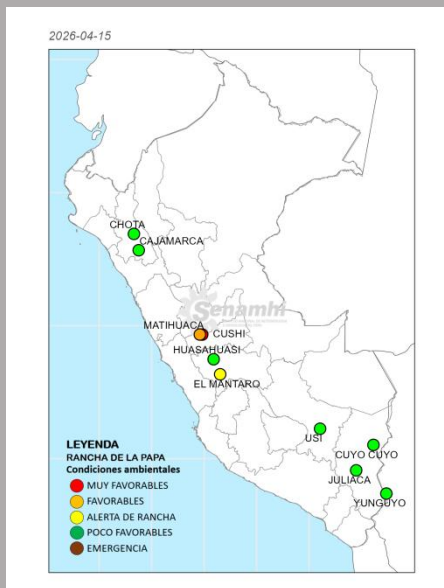 2026-04-15
CHOTA
CAJAMARCA
Senamhi
MATIHUACA
CUSHI
HUASAHUASI
EL MANTARO
USI
CUYO CUYO
JULIACA
YUNGUYO
LEYENDA
RANCHA DE LA PAPA
Condiciones ambientales
MUY FAVORABLES
FAVORABLES
ALERTA DE RANCHA
POCO FAVORABLES
EMERGENCIA